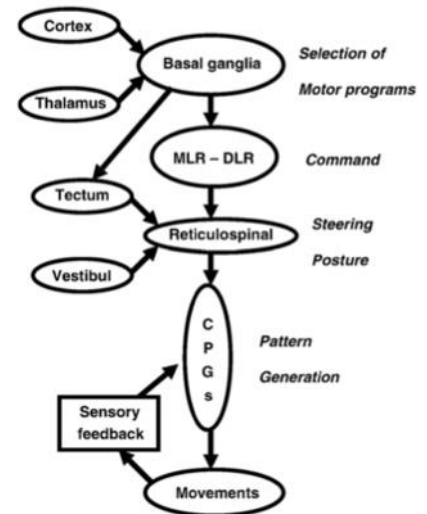 Cortex
Basal ganglia
Selection of
Motor programs
Thalamus
MLR – DLR
Command
Tectum
Reticulospinal
Steering
Posture
Vestibul
C
P
G
s
Pattern
Generation
Sensory
feedback
Movements